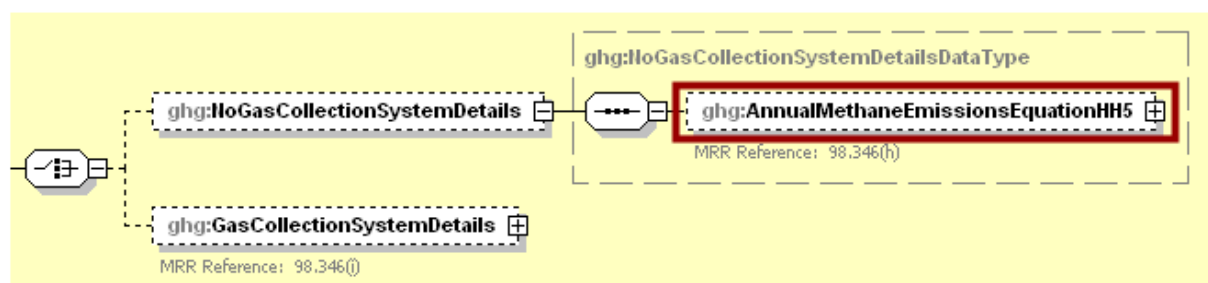 ghg:NoGasCollectionSystemDetailsDataType
ghg:NoGasCollectionSystemDetails
ghg:AnnualMethaneEmissionsEquationHH5
MRR Reference: 98.346(h)
ghg:GasCollectionSystemDetails
MRR Reference: 98.346(i)